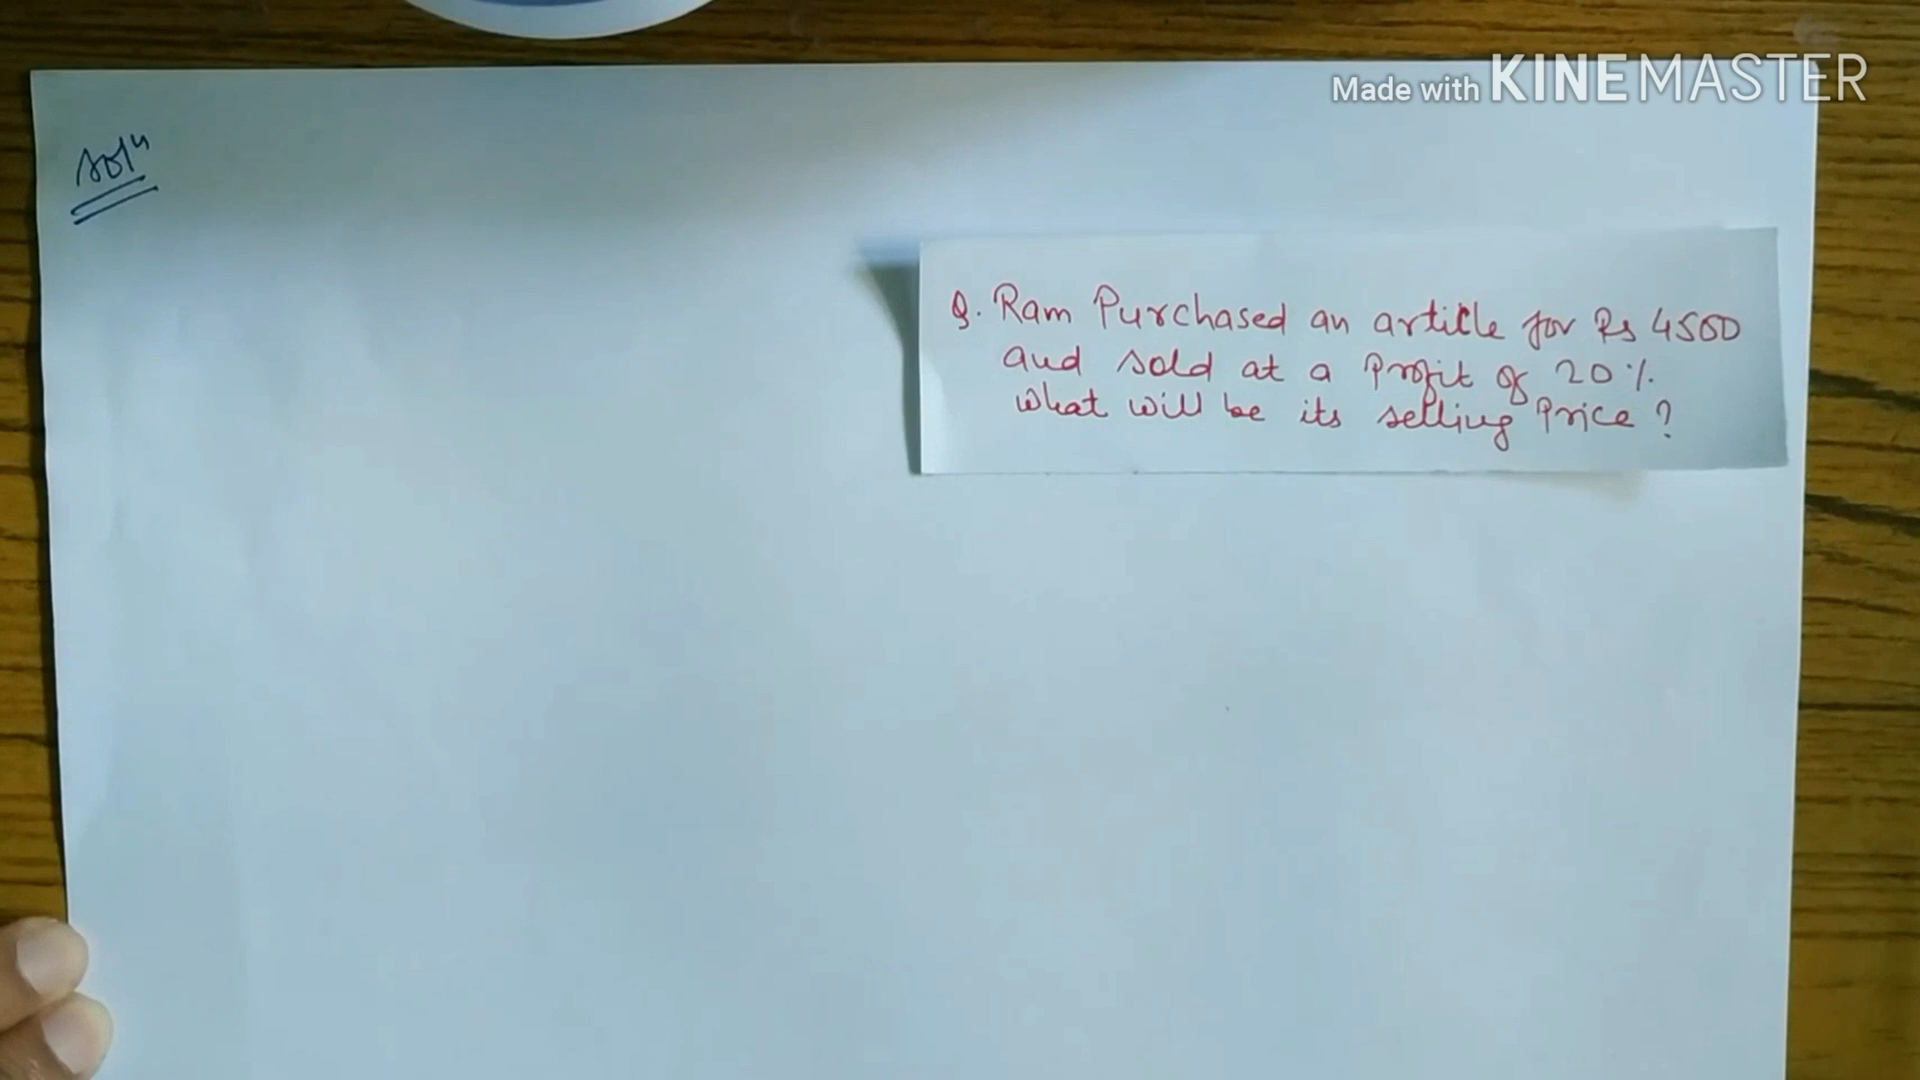 Made with KINEMASTER
Soln
Q. Ram Purchased an article for Rs 4500
and sold at a Profit of 20%.
What will be its selling Price ?